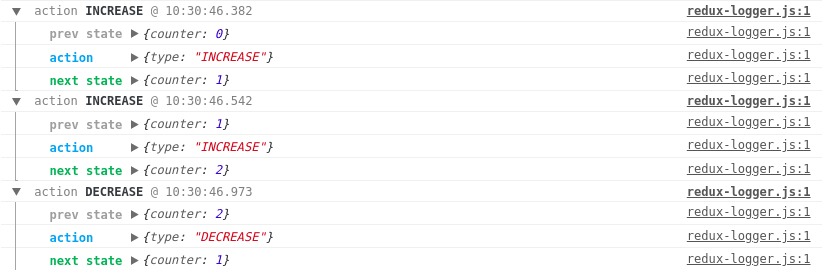 action INCREASE @ 10:30:46.382 redux-logger.js:1
prev state {counter: 0} redux-logger.js:1
action {type: "INCREASE"} redux-logger.js:1
next state {counter: 1} redux-logger.js:1
action INCREASE @ 10:30:46.542 redux-logger.js:1
prev state {counter: 1} redux-logger.js:1
action {type: "INCREASE"} redux-logger.js:1
next state {counter: 2} redux-logger.js:1
action DECREASE @ 10:30:46.973 redux-logger.js:1
prev state {counter: 2} redux-logger.js:1
action {type: "DECREASE"} redux-logger.js:1
next state {counter: 1} redux-logger.js:1